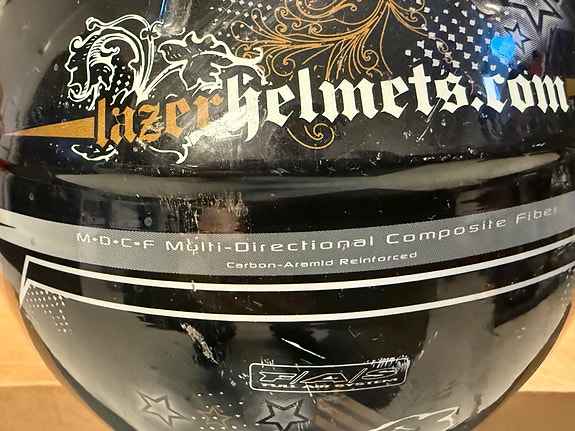 lazerhelmets.com
M•D•C•F Multi-Directional Composite Fiber
Carbon-Aramid Reinforced
T/A/S